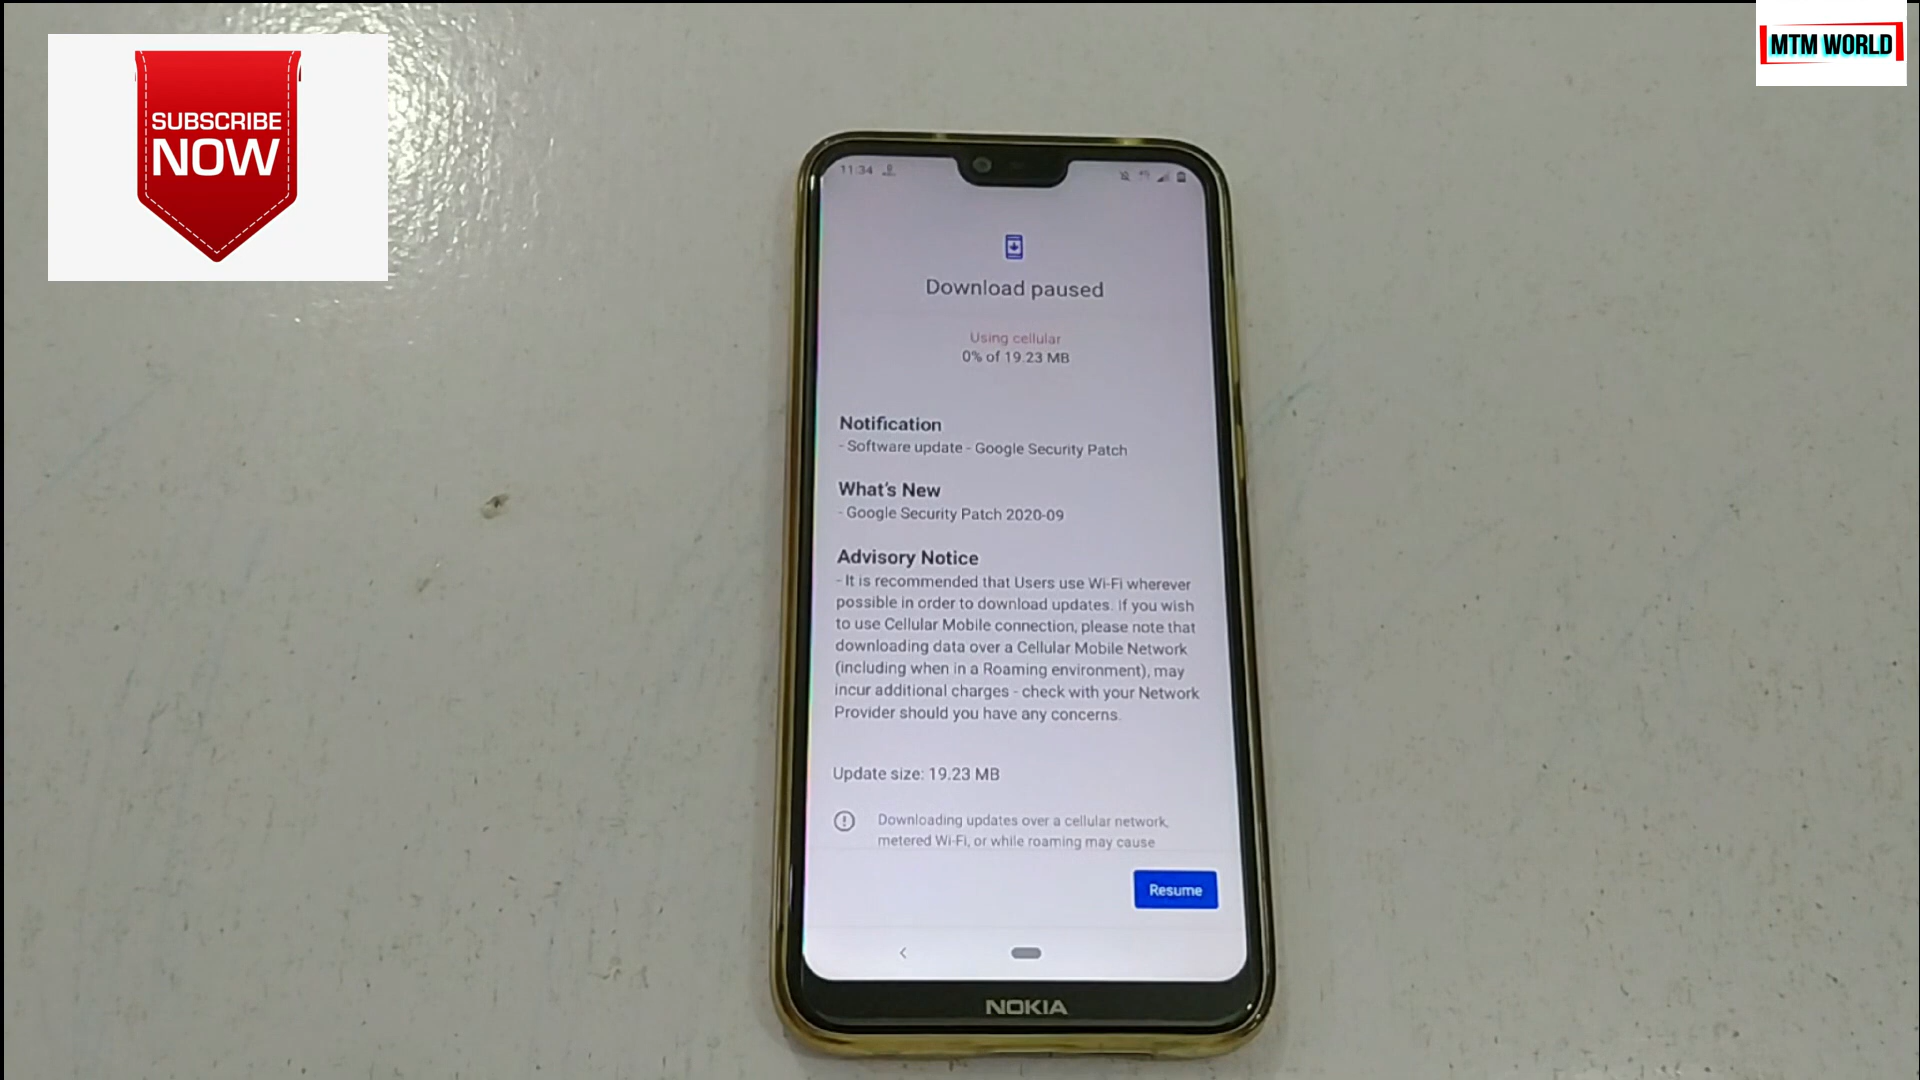 SUBSCRIBE
NOW
MTM WORLD
11:34
Download paused
Using cellular
0% of 19.23 MB
Notification
- Software update - Google Security Patch
What's New
- Google Security Patch 2020-09
Advisory Notice
- It is recommended that Users use Wi-Fi wherever
possible in order to download updates. If you wish
to use Cellular Mobile connection, please note that
downloading data over a Cellular Mobile Network
(including when in a Roaming environment), may
incur additional charges - check with your Network
Provider should you have any concerns.
Update size: 19.23 MB
Downloading updates over a cellular network,
metered Wi-Fi, or while roaming may cause
Resume
NOKIA